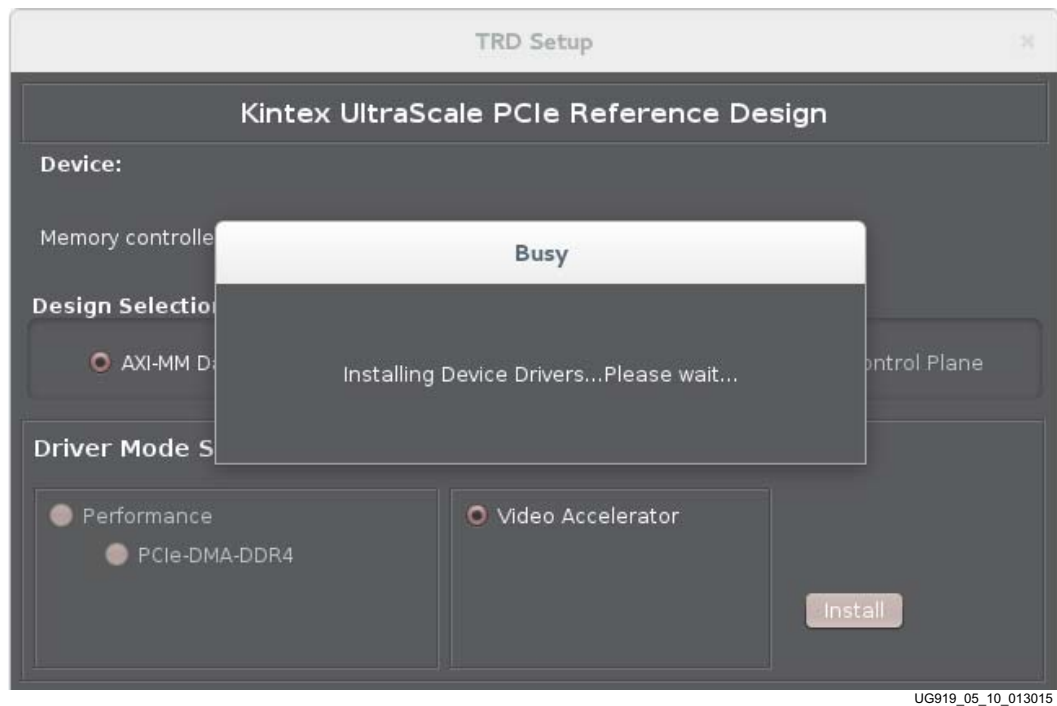 TRD Setup
Kintex UltraScale PCIe Reference Design
Device:
Memory controlle
Busy
Design Selectio
Installing Device Drivers...Please wait...
AXI-MM Da
ontrol Plane
Driver Mode S
Performance
Video Accelerator
PCIe-DMA-DDR4
Install
UG919_05_10_013015